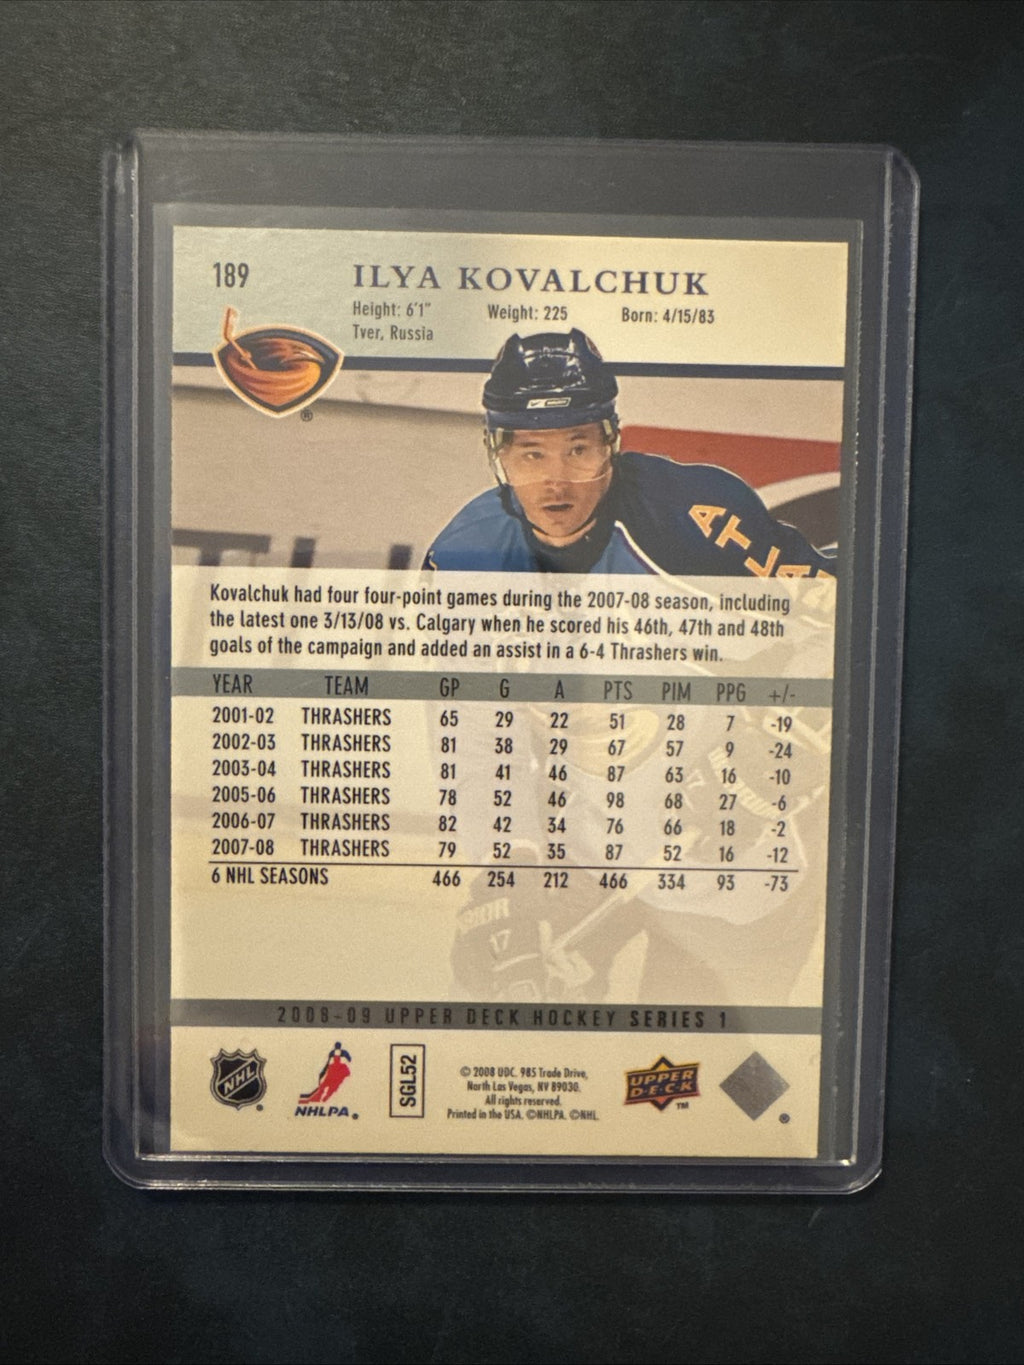 189
ILYA KOVALCHUK
Height: 6'1" Weight: 225 Born: 4/15/83
Tver, Russia
®
ATLA
Kovalchuk had four four-point games during the 2007-08 season, including
the latest one 3/13/08 vs. Calgary when he scored his 46th, 47th and 48th
goals of the campaign and added an assist in a 6-4 Thrashers win.
YEAR TEAM GP G A PTS PIM PPG +/-
2001-02 THRASHERS 65 29 22 51 28 7 -19
2002-03 THRASHERS 81 38 29 67 57 9 -24
2003-04 THRASHERS 81 41 46 87 63 16 -10
2005-06 THRASHERS 78 52 46 98 68 27 -6
2006-07 THRASHERS 82 42 34 76 66 18 -2
2007-08 THRASHERS 79 52 35 87 52 16 -12
6 NHL SEASONS 466 254 212 466 334 93 -73
17
2008-09 UPPER DECK HOCKEY SERIES 1
NHL ®
NHLPA ®
SGL52
© 2008 UDC. 985 Trade Drive,
North Las Vegas, NV 89030.
All rights reserved.
Printed in the USA. ©NHLPA. ©NHL.
UPPER
DECK
™
®